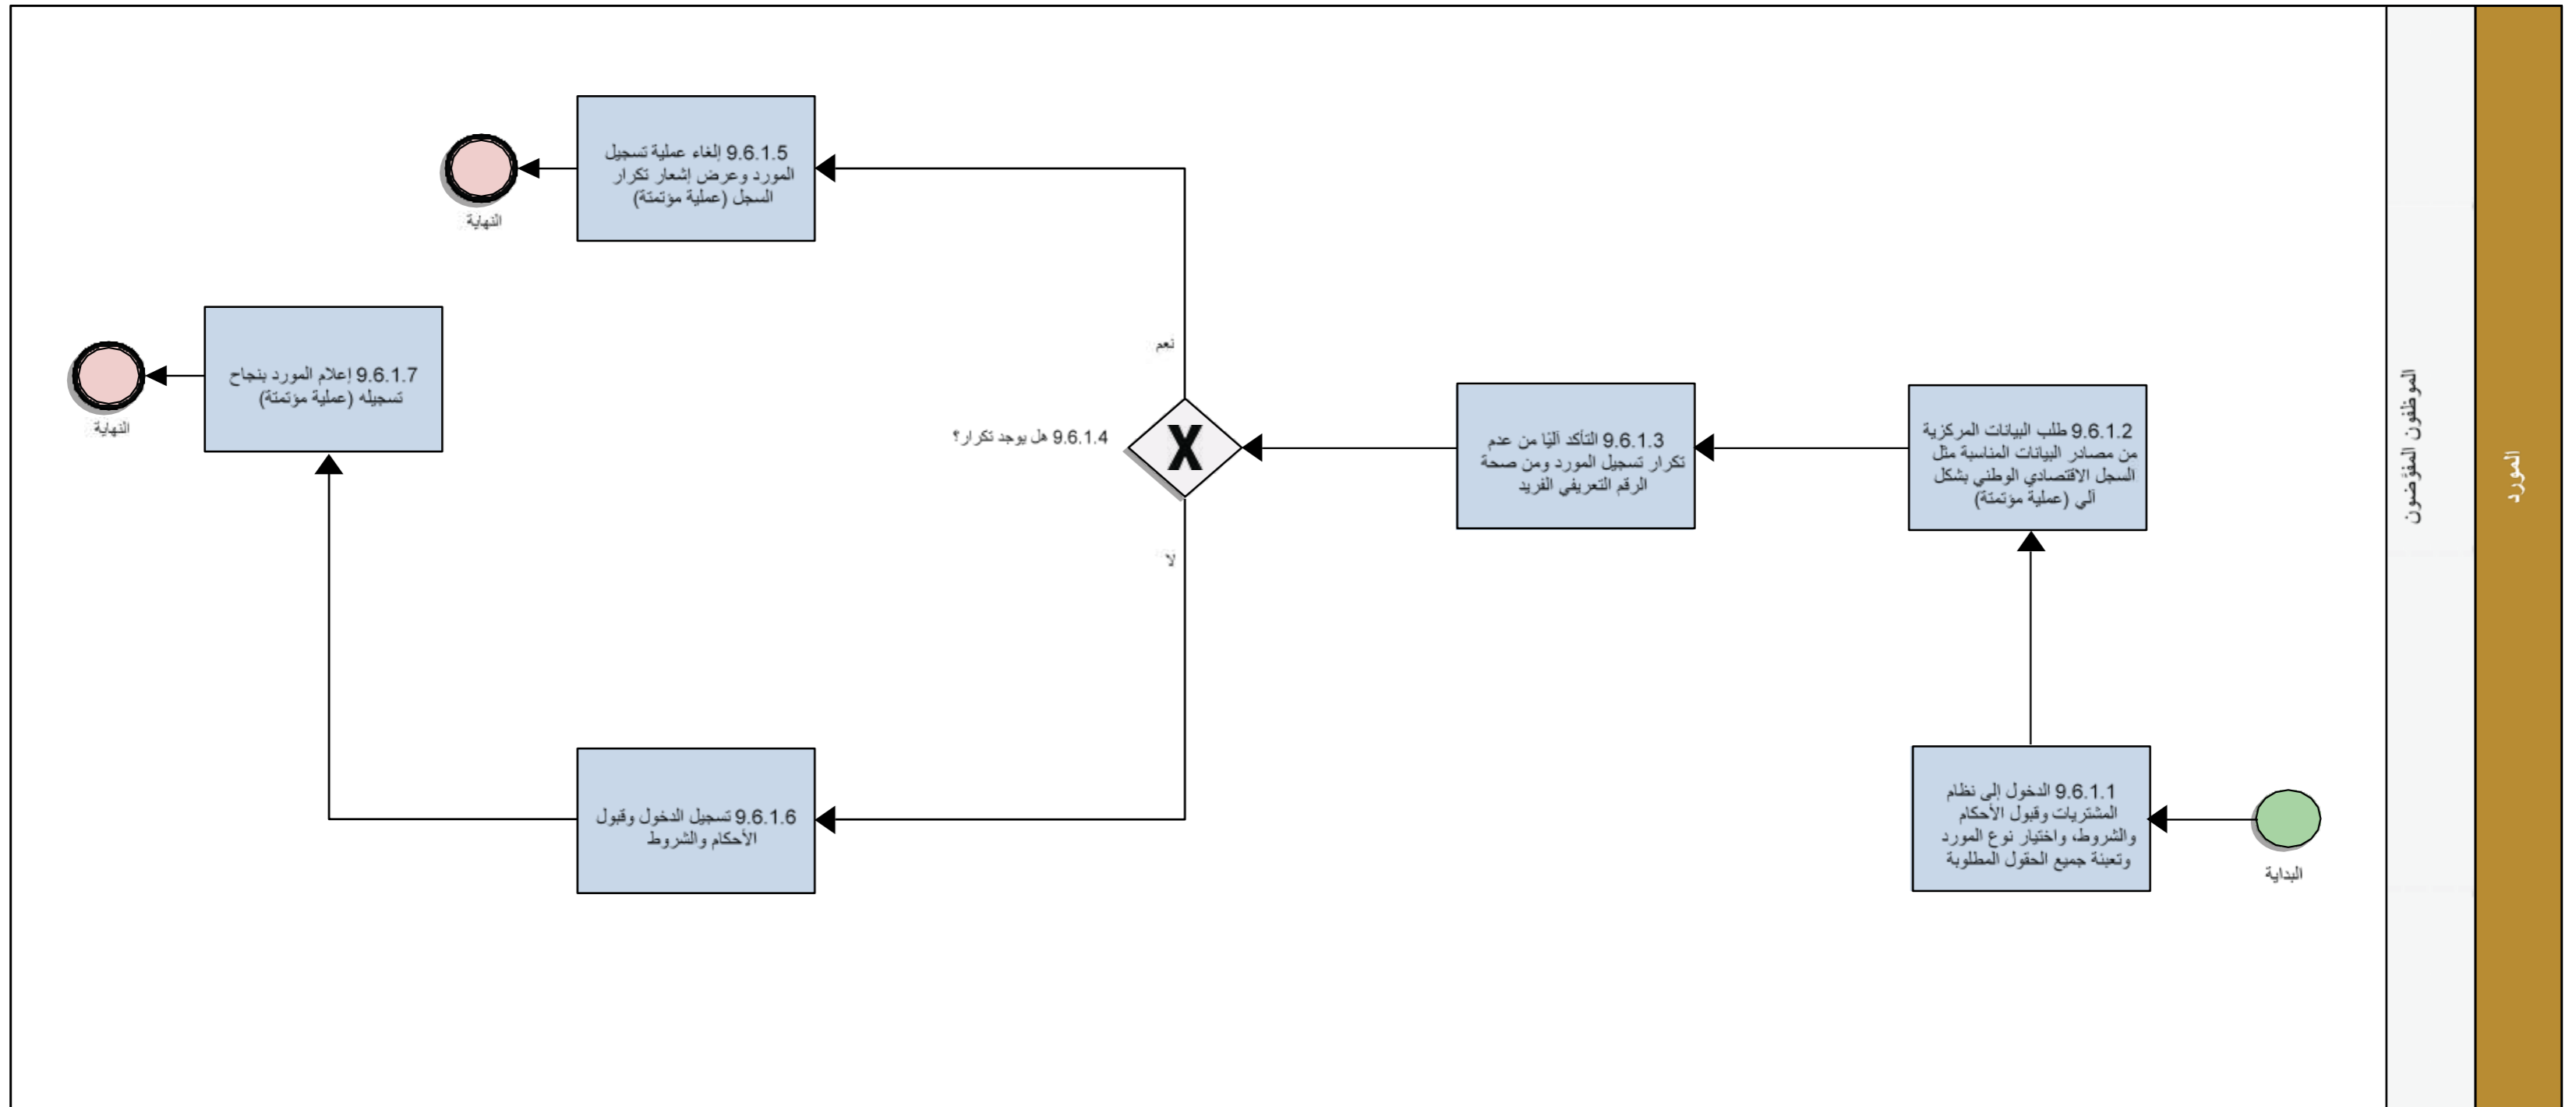 المورد
الموظفون المفوّضون
البداية
9.6.1.1 الدخول إلى نظام
المشتريات وقبول الأحكام
والشروط، واختيار نوع المورد
وتعبئة جميع الحقول المطلوبة
9.6.1.2 طلب البيانات المركزية
من مصادر البيانات المناسبة مثل
السجل الاقتصادي الوطني بشكل
آلي (عملية مؤتمتة)
9.6.1.3 التأكد آليًا من عدم
تكرار تسجيل المورد ومن صحة
الرقم التعريفي الفريد
9.6.1.4 هل يوجد تكرار؟
نعم
لا
9.6.1.5 إلغاء عملية تسجيل
المورد وعرض إشعار تكرار
السجل (عملية مؤتمتة)
النهاية
9.6.1.6 تسجيل الدخول وقبول
الأحكام والشروط
9.6.1.7 إعلام المورد بنجاح
تسجيله (عملية مؤتمتة)
النهاية